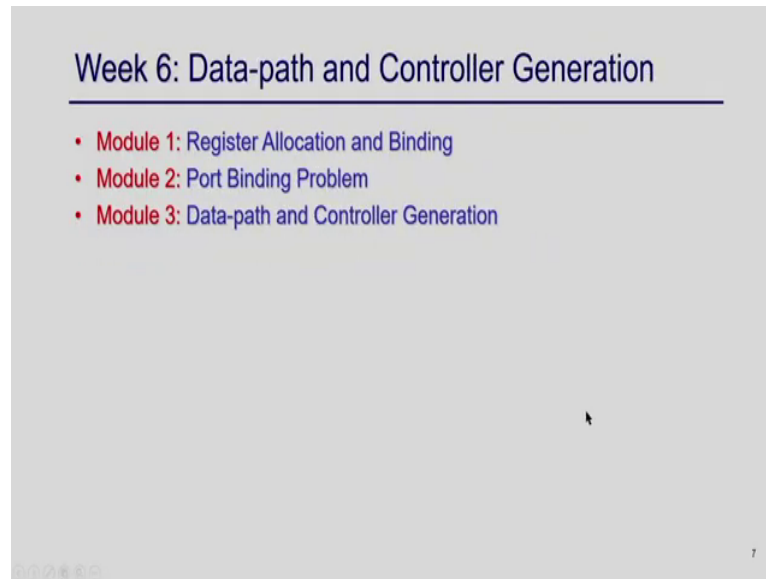 Week 6: Data-path and Controller Generation
• Module 1: Register Allocation and Binding
• Module 2: Port Binding Problem
• Module 3: Data-path and Controller Generation
7